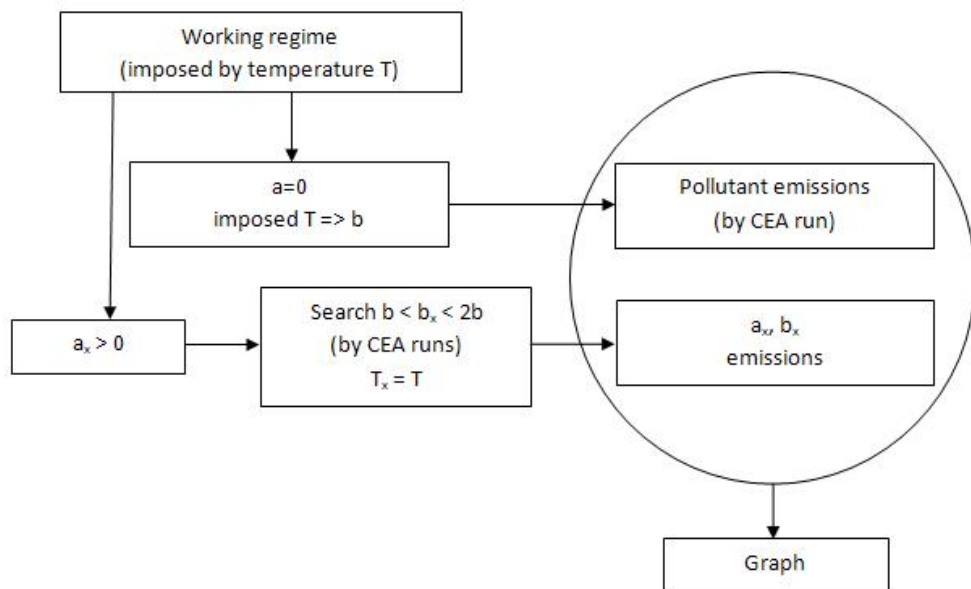 Working regime
(imposed by temperature T)
a=0
imposed T => b
Pollutant emissions
(by CEA run)
aₓ > 0
Search b < bₓ < 2b
(by CEA runs)
Tₓ = T
aₓ, bₓ
emissions
Graph